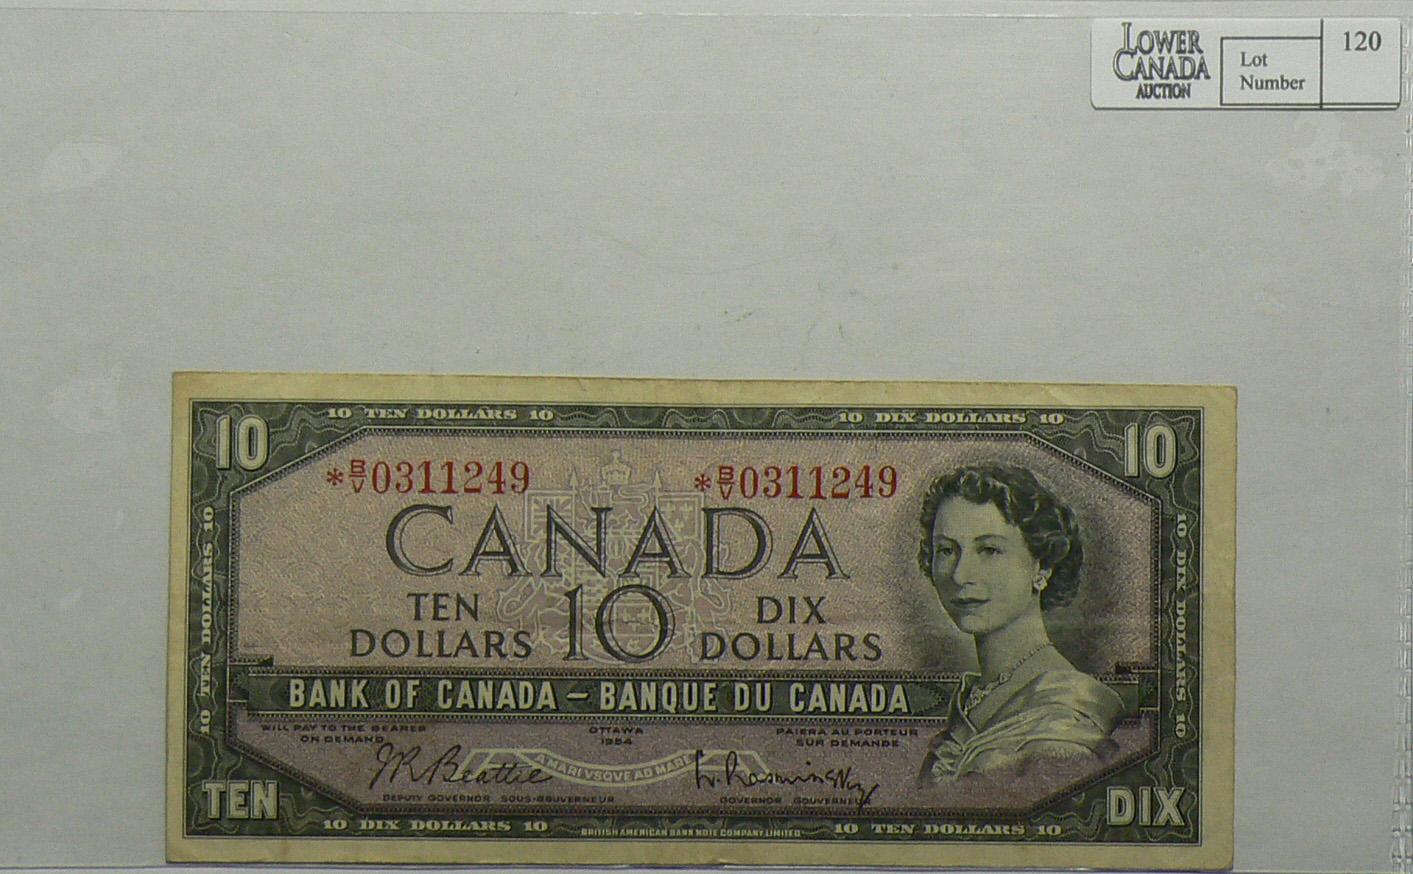 LOWER
CANADA
AUCTION
Lot
Number
120
10 TEN DOLLARS 10
10 DIX DOLLARS 10
10
10
*B/V0311249
*B/V0311249
CANADA
TEN
DOLLARS
10
DIX
DOLLARS
10 TEN DOLLARS 10
10 DIX DOLLARS 10
BANK OF CANADA – BANQUE DU CANADA
WILL PAY TO THE BEARER
ON DEMAND
OTTAWA
1954
PAIERA AU PORTEUR
SUR DEMANDE
JR Beattie
A MARI VSQVE AD MARE
L. Rasminsky
DEPUTY GOVERNOR SOUS-GOUVERNEUR
GOVERNOR GOUVERNEUR
TEN
DIX
10 DIX DOLLARS 10
BRITISH AMERICAN BANK NOTE COMPANY LIMITED
10 TEN DOLLARS 10